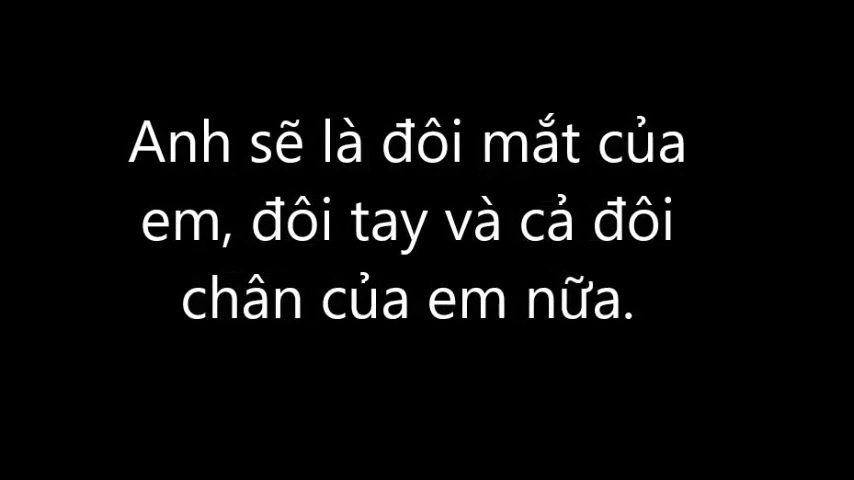 Anh sẽ là đôi mắt của
em, đôi tay và cả đôi
chân của em nữa.